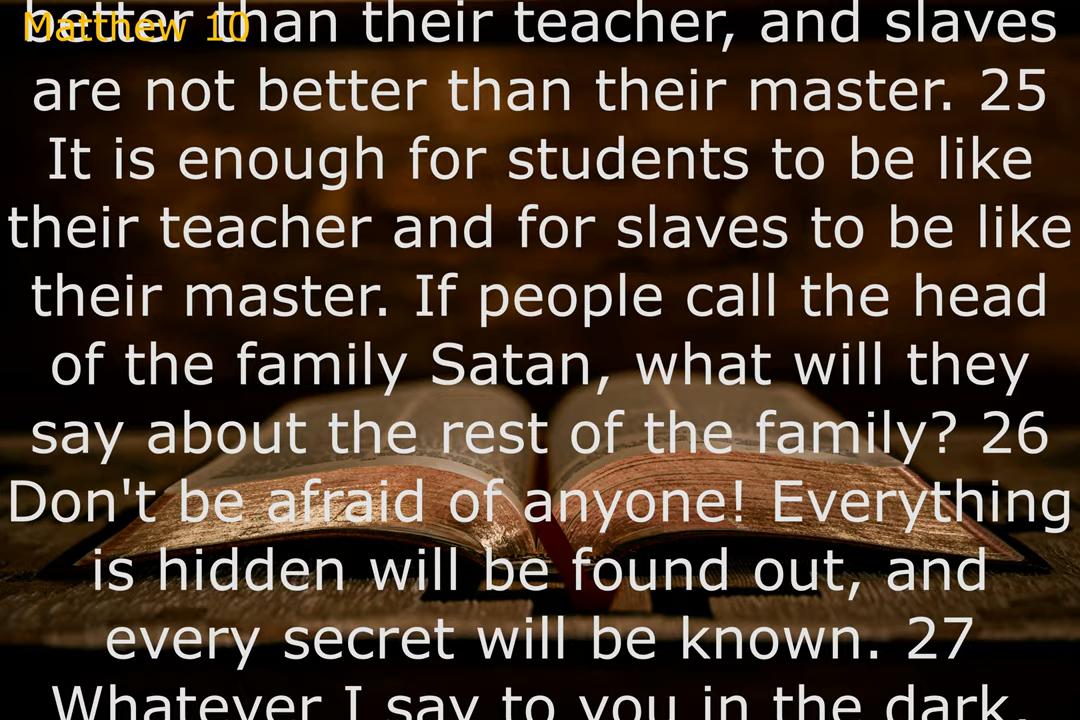 Matthew 10
better than their teacher, and slaves
are not better than their master. 25
It is enough for students to be like
their teacher and for slaves to be like
their master. If people call the head
of the family Satan, what will they
say about the rest of the family? 26
Don't be afraid of anyone! Everything
is hidden will be found out, and
every secret will be known. 27
Whatever I say to you in the dark,